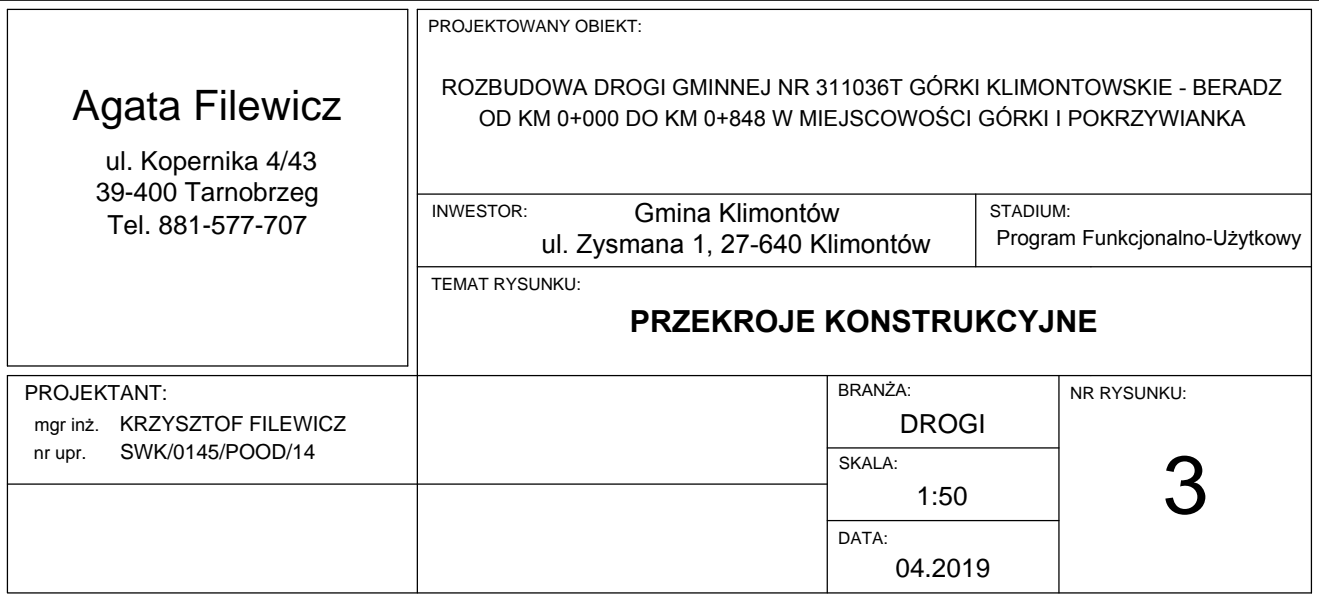 Agata Filewicz
ul. Kopernika 4/43
39-400 Tarnobrzeg
Tel. 881-577-707
PROJEKTOWANY OBIEKT:
ROZBUDOWA DROGI GMINNEJ NR 311036T GÓRKI KLIMONTOWSKIE - BERADZ
OD KM 0+000 DO KM 0+848 W MIEJSCOWOŚCI GÓRKI I POKRZYWIANKA
INWESTOR:
Gmina Klimontów
ul. Zysmana 1, 27-640 Klimontów
STADIUM:
Program Funkcjonalno-Użytkowy
TEMAT RYSUNKU:
PRZEKROJE KONSTRUKCYJNE
PROJEKTANT:
mgr inż. KRZYSZTOF FILEWICZ
nr upr. SWK/0145/POOD/14
BRANŻA:
DROGI
SKALA:
1:50
DATA:
04.2019
NR RYSUNKU:
3